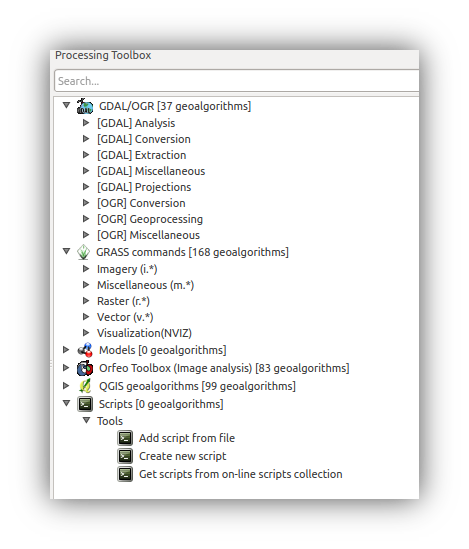 Processing Toolbox
Search...
GDAL/OGR [37 geoalgorithms]
[GDAL] Analysis
[GDAL] Conversion
[GDAL] Extraction
[GDAL] Miscellaneous
[GDAL] Projections
[OGR] Conversion
[OGR] Geoprocessing
[OGR] Miscellaneous
GRASS commands [168 geoalgorithms]
Imagery (i.*)
Miscellaneous (m.*)
Raster (r.*)
Vector (v.*)
Visualization(NVIZ)
Models [0 geoalgorithms]
Orfeo Toolbox (Image analysis) [83 geoalgorithms]
QGIS geoalgorithms [99 geoalgorithms]
Scripts [0 geoalgorithms]
Tools
Add script from file
Create new script
Get scripts from on-line scripts collection